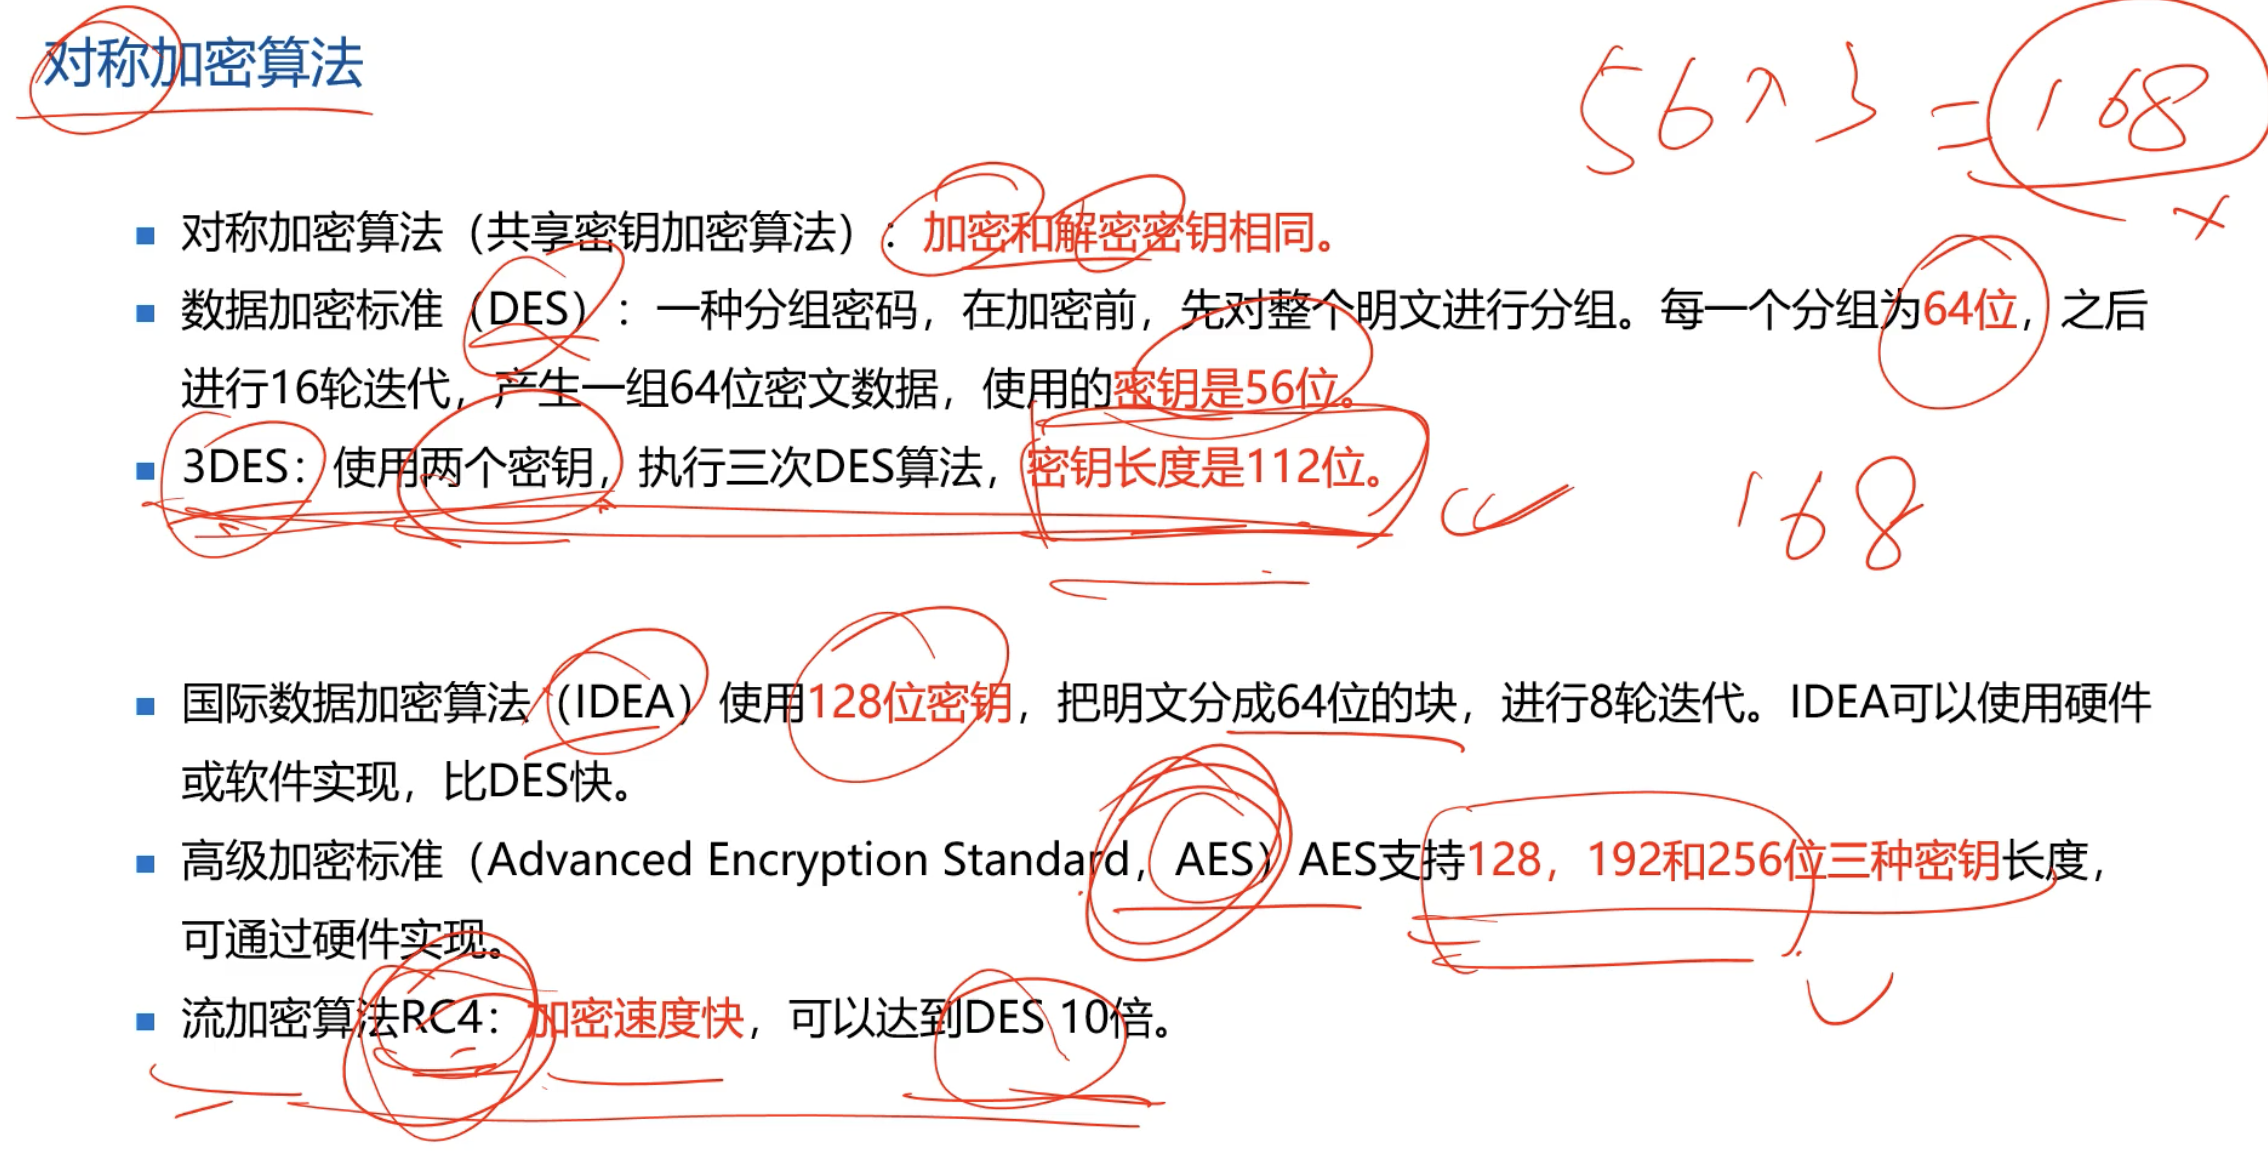 对称加密算法
56×3=168
×
对称加密算法（共享密钥加密算法）：加密和解密密钥相同。
数据加密标准（DES）：一种分组密码，在加密前，先对整个明文进行分组。每一个分组为64位，之后
进行16轮迭代，产生一组64位密文数据，使用的密钥是56位。
3DES：使用两个密钥，执行三次DES算法，密钥长度是112位。
168
国际数据加密算法（IDEA）使用128位密钥，把明文分成64位的块，进行8轮迭代。IDEA可以使用硬件
或软件实现，比DES快。
高级加密标准（Advanced Encryption Standard，AES）AES支持128，192和256位三种密钥长度，
可通过硬件实现。
流加密算法RC4：加密速度快，可以达到DES 10倍。